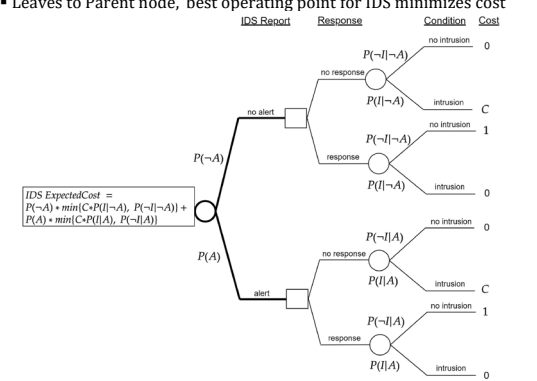 ▪ Leaves to Parent node, best operating point for IDS minimizes cost
IDS Report Response Condition Cost
no intrusion 0
P(¬I|¬A)
no response
P(I|¬A)
intrusion C
no alert
no intrusion 1
P(¬I|¬A)
response
P(I|¬A)
intrusion 0
P(¬A)
IDS ExpectedCost =
P(¬A) * min{C*P(I|¬A), P(¬I|¬A)} +
P(A) * min{C*P(I|A), P(¬I|A)}
P(A)
no intrusion 0
P(¬I|A)
no response
P(I|A)
intrusion C
alert
no intrusion 1
P(¬I|A)
response
P(I|A)
intrusion 0